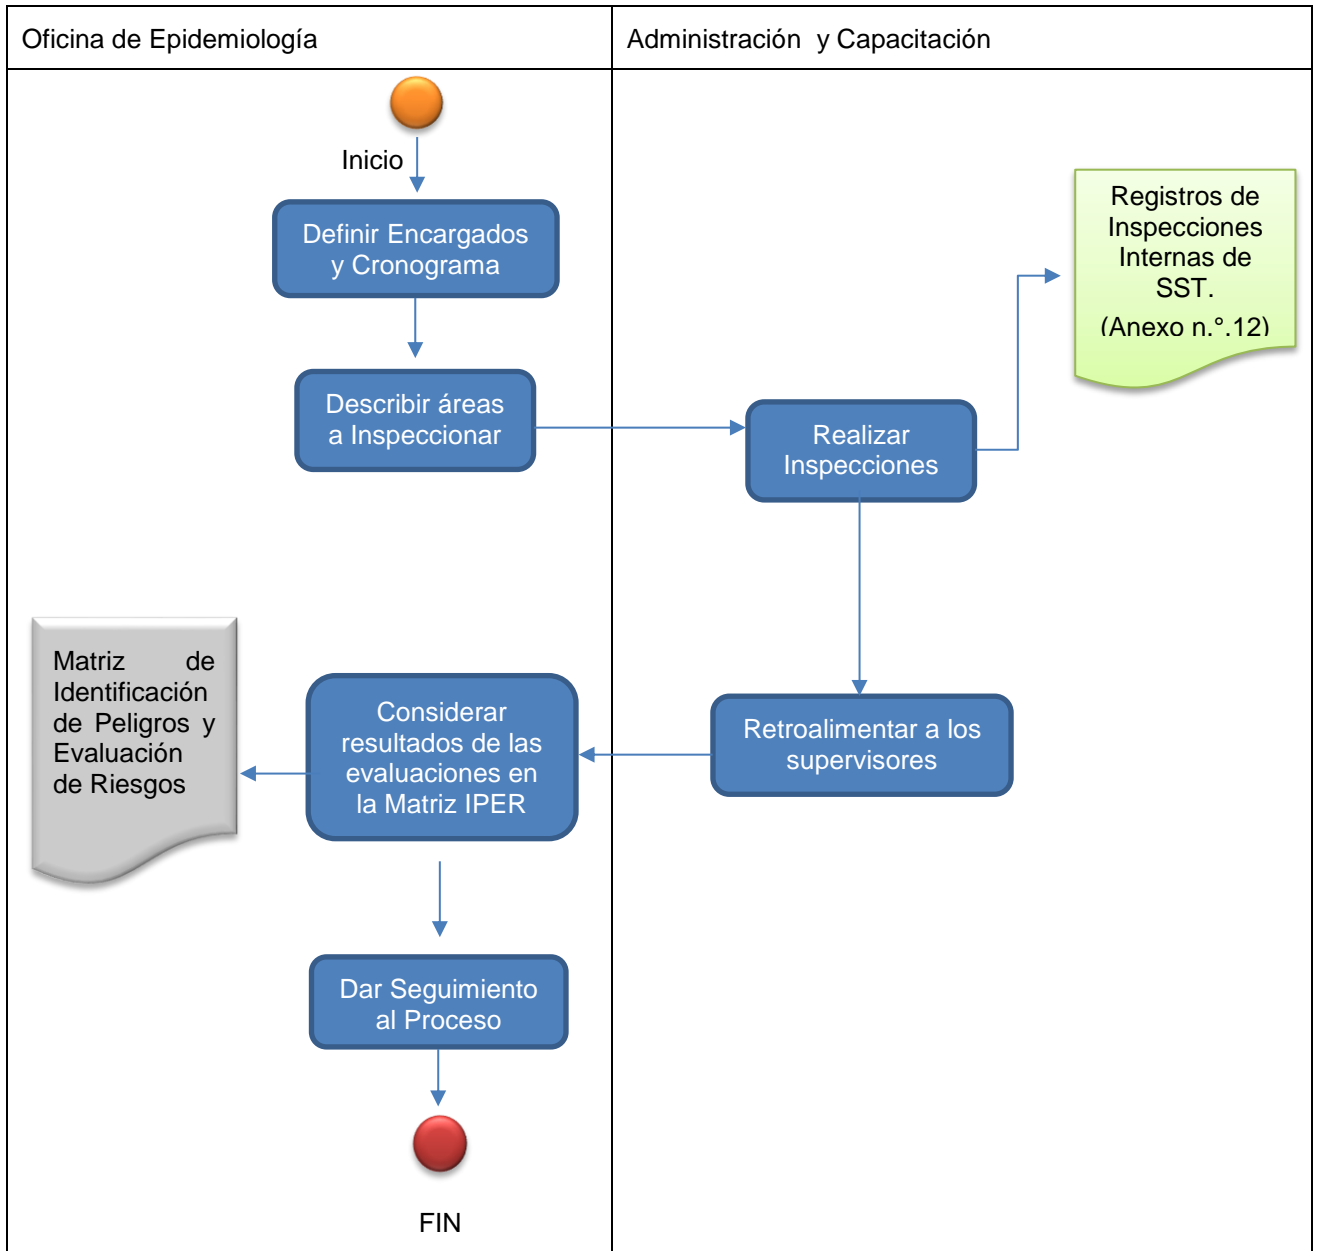 Oficina de Epidemiología
Administración y Capacitación
Inicio
Definir Encargados
y Cronograma
Describir áreas
a Inspeccionar
Realizar
Inspecciones
Registros de
Inspecciones
Internas de
SST.
(Anexo n.°.12)
Retroalimentar a los
supervisores
Considerar
resultados de las
evaluaciones en
la Matriz IPER
Matriz de
Identificación
de Peligros y
Evaluación
de Riesgos
Dar Seguimiento
al Proceso
FIN